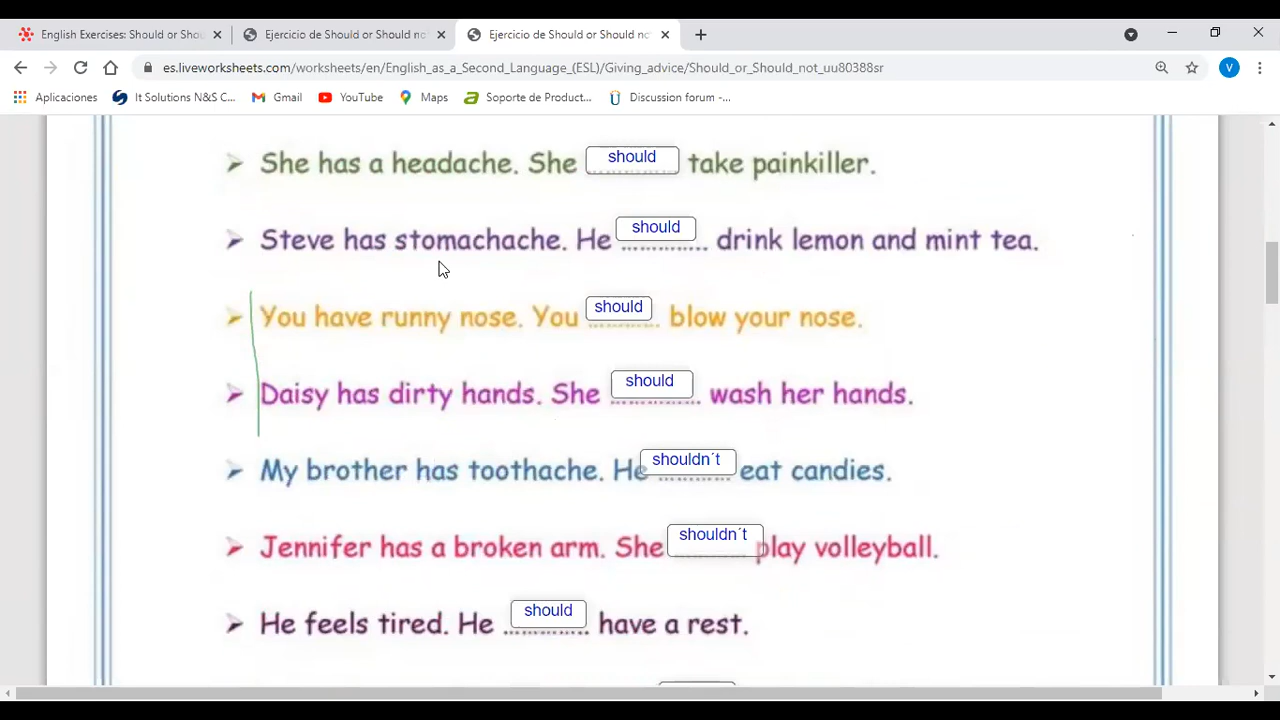 English Exercises: Should or Shou
Ejercicio de Should or Should no
Ejercicio de Should or Should not
es.liveworksheets.com/worksheets/en/English_as_a_Second_Language_(ESL)/Giving_advice/Should_or_Should_not_uu80388sr
V
Aplicaciones
It Solutions N&S C...
Gmail
YouTube
Maps
Soporte de Product...
Discussion forum -...
She has a headache. She should take painkiller.
Steve has stomachache. He should drink lemon and mint tea.
You have runny nose. You should blow your nose.
Daisy has dirty hands. She should wash her hands.
My brother has toothache. He shouldn´t eat candies.
Jennifer has a broken arm. She shouldn´t play volleyball.
He feels tired. He should have a rest.